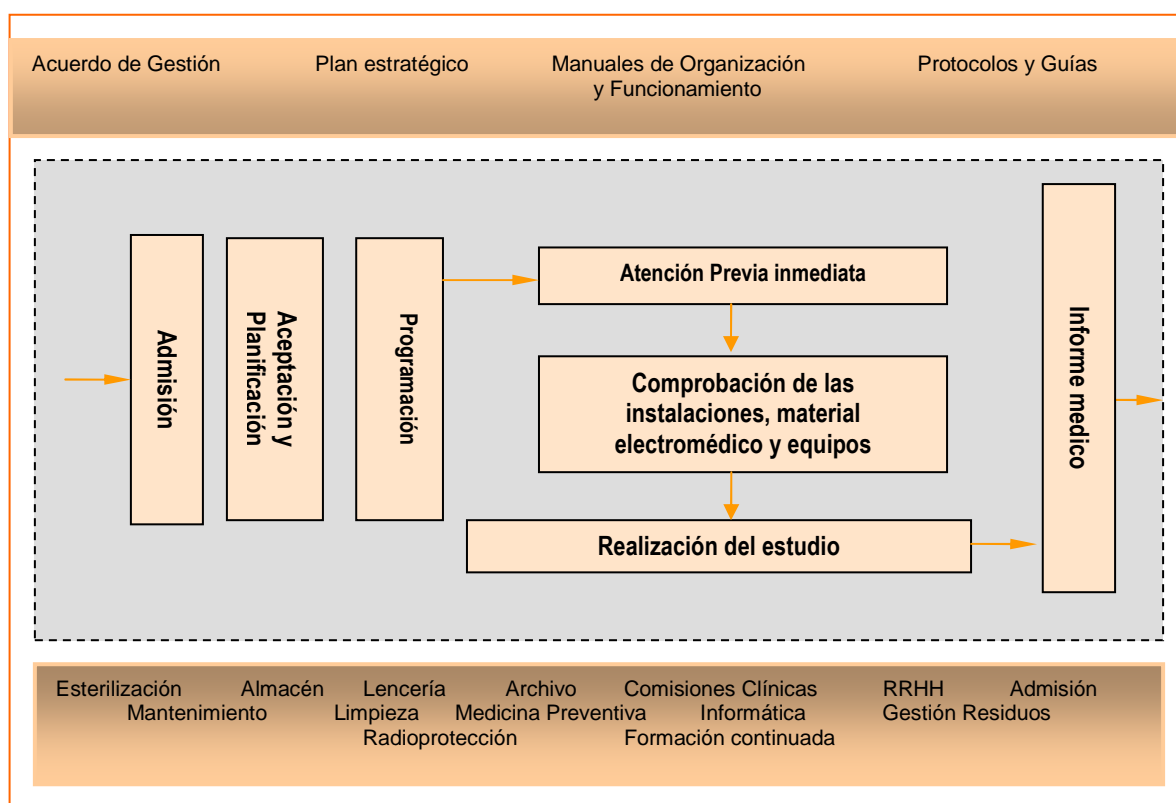 Acuerdo de Gestión Plan estratégico Manuales de Organización Protocolos y Guías
y Funcionamiento
Admisión
Aceptación y
Planificación
Programación
Atención Previa inmediata
Comprobación de las
instalaciones, material
electromédico y equipos
Realización del estudio
Informe medico
Esterilización Almacén Lencería Archivo Comisiones Clínicas RRHH Admisión
Mantenimiento Limpieza Medicina Preventiva Informática Gestión Residuos
Radioprotección Formación continuada